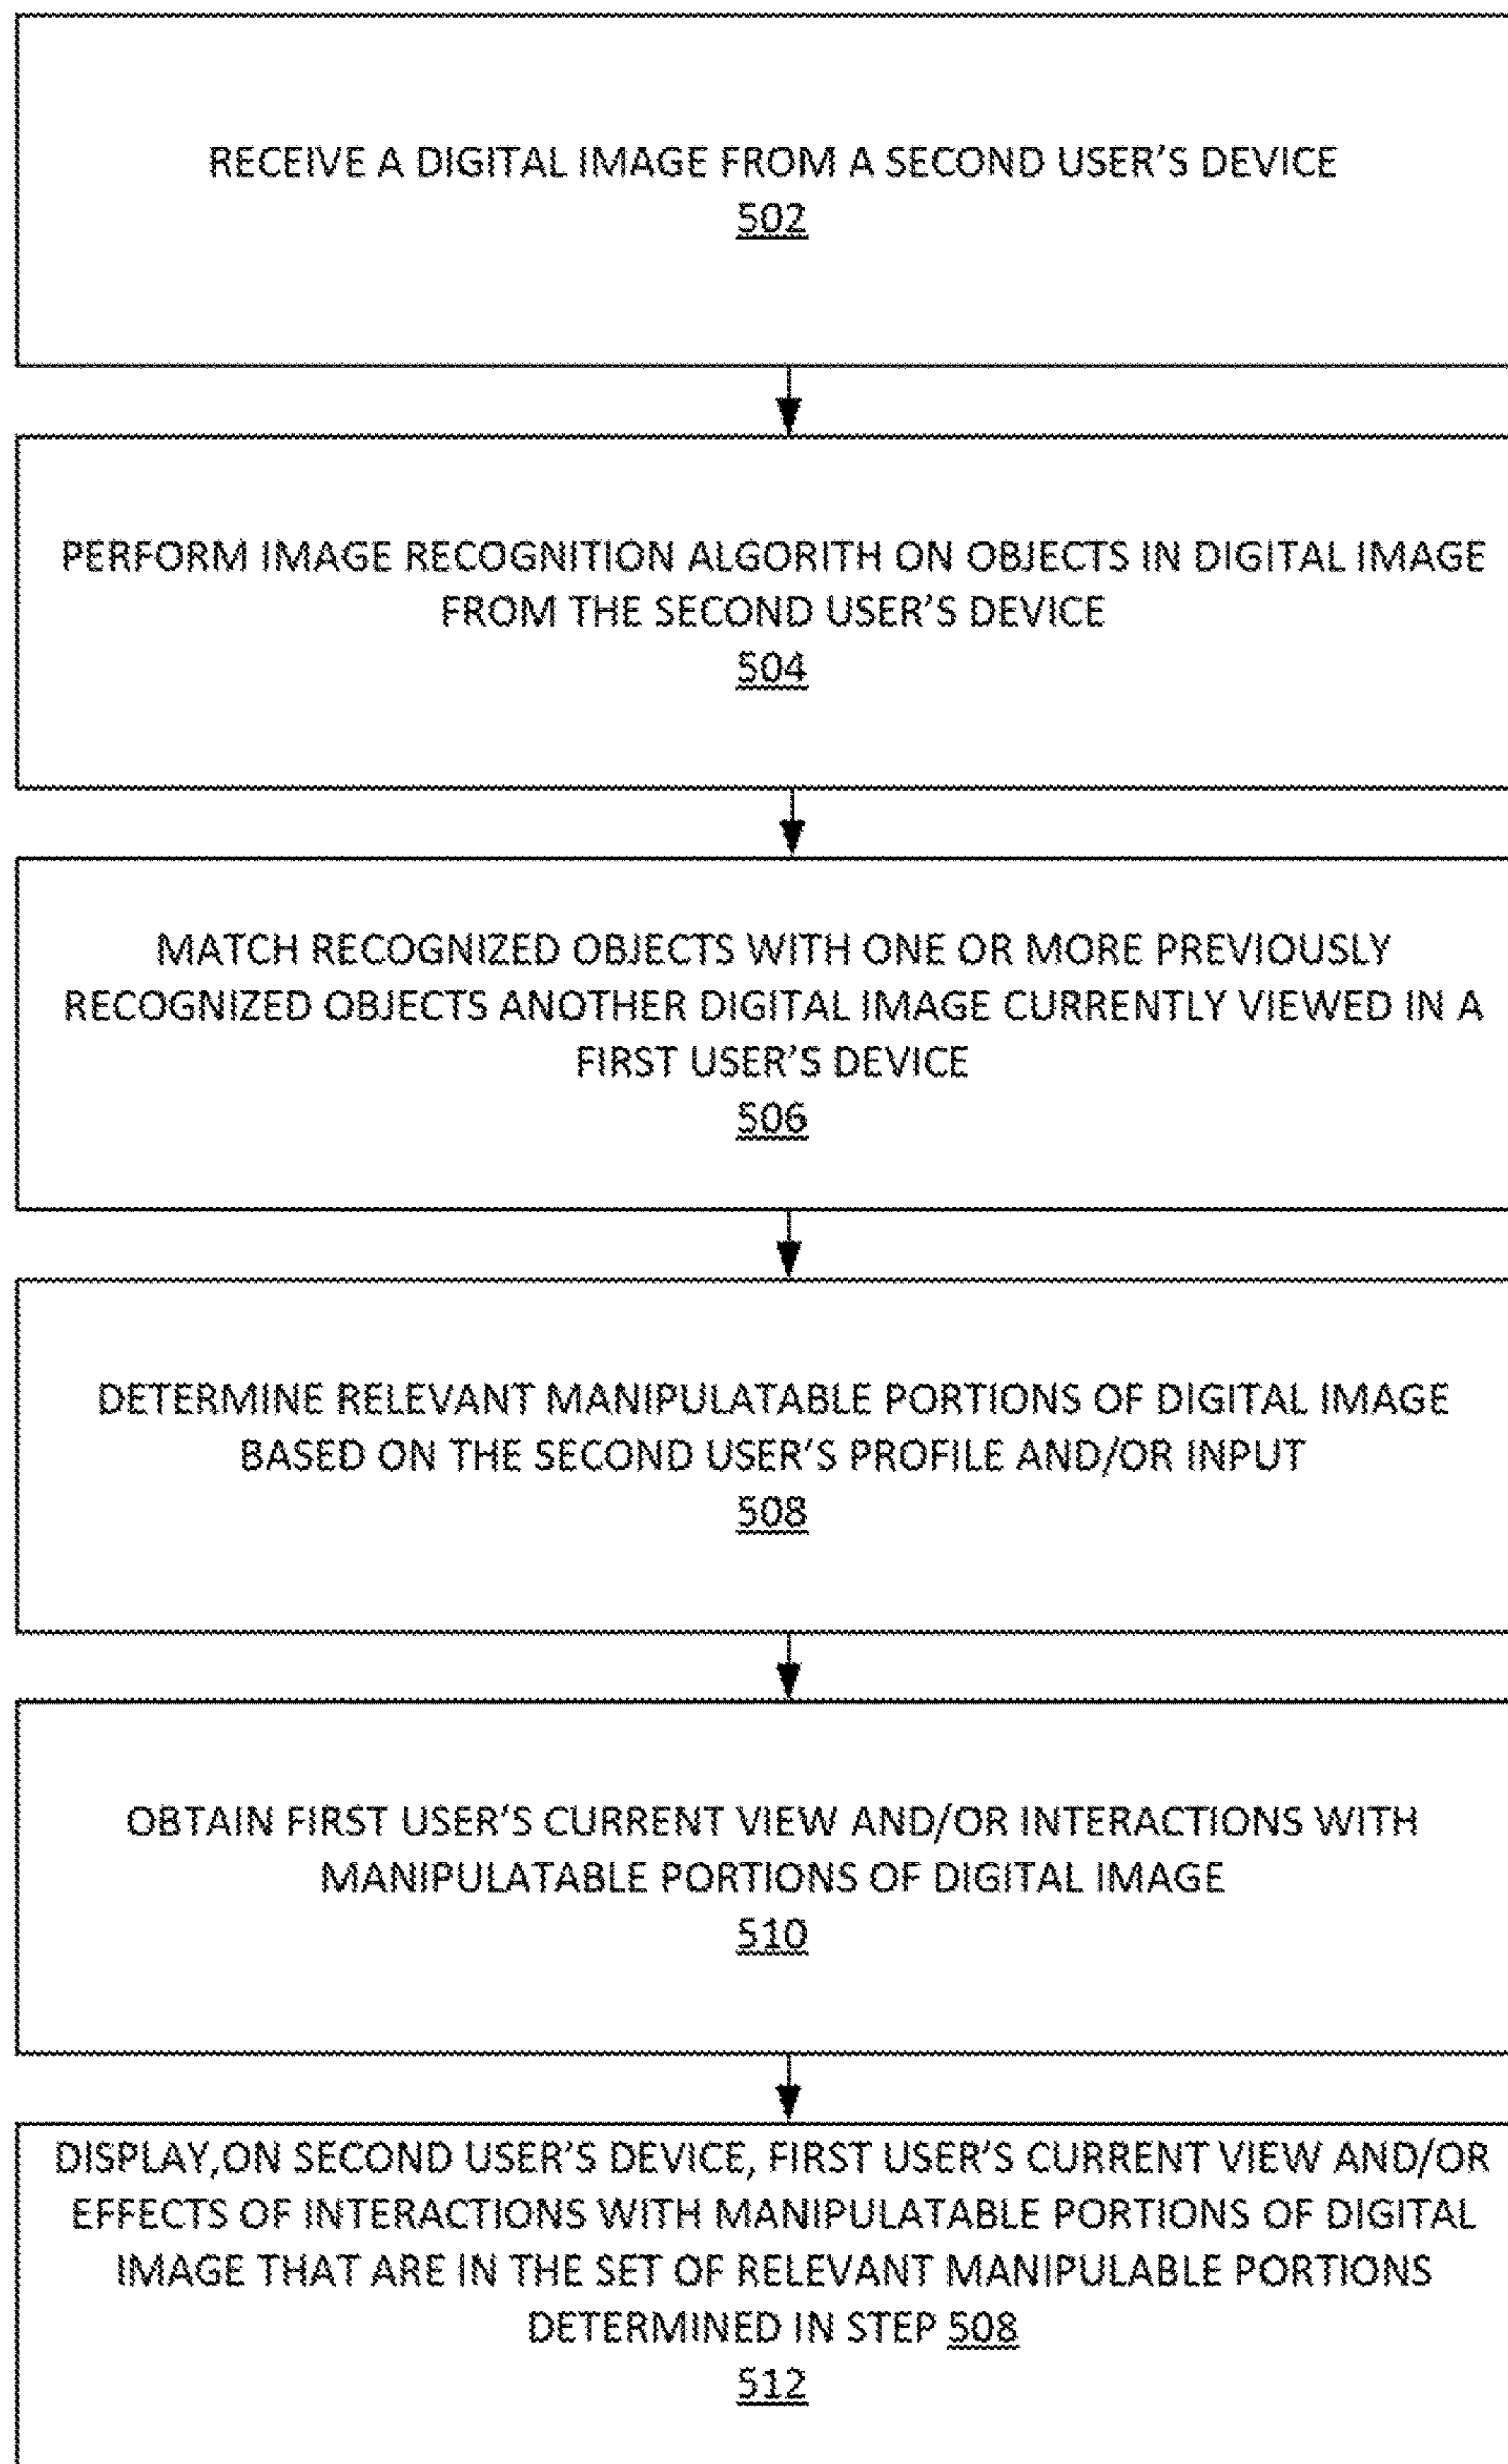 RECEIVE A DIGITAL IMAGE FROM A SECOND USER'S DEVICE
502
PERFORM IMAGE RECOGNITION ALGORITH ON OBJECTS IN DIGITAL IMAGE
FROM THE SECOND USER'S DEVICE
504
MATCH RECOGNIZED OBJECTS WITH ONE OR MORE PREVIOUSLY
RECOGNIZED OBJECTS ANOTHER DIGITAL IMAGE CURRENTLY VIEWED IN A
FIRST USER'S DEVICE
506
DETERMINE RELEVANT MANIPULATABLE PORTIONS OF DIGITAL IMAGE
BASED ON THE SECOND USER'S PROFILE AND/OR INPUT
508
OBTAIN FIRST USER'S CURRENT VIEW AND/OR INTERACTIONS WITH
MANIPULATABLE PORTIONS OF DIGITAL IMAGE
510
DISPLAY,ON SECOND USER'S DEVICE, FIRST USER'S CURRENT VIEW AND/OR
EFFECTS OF INTERACTIONS WITH MANIPULATABLE PORTIONS OF DIGITAL
IMAGE THAT ARE IN THE SET OF RELEVANT MANIPULABLE PORTIONS
DETERMINED IN STEP 508
512